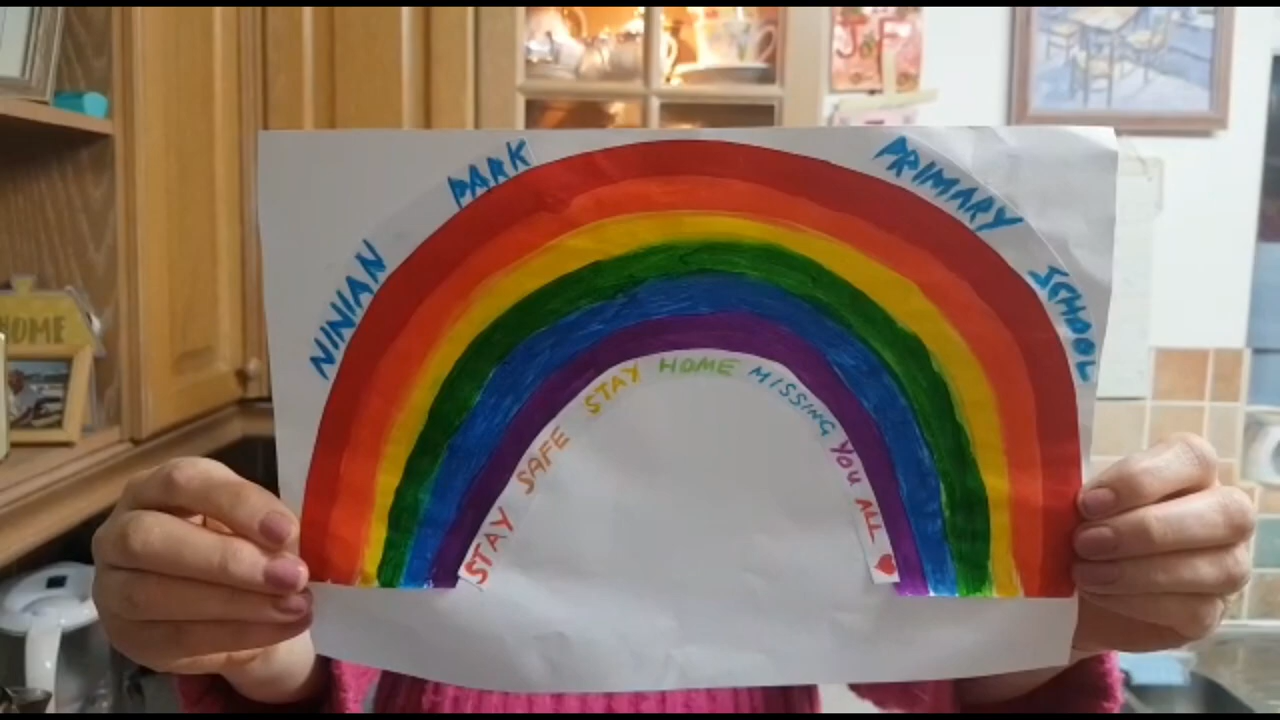 NINIAN PARK PRIMARY SCHOOL
STAY SAFE STAY HOME MISSING YOU ALL
HOME
J F